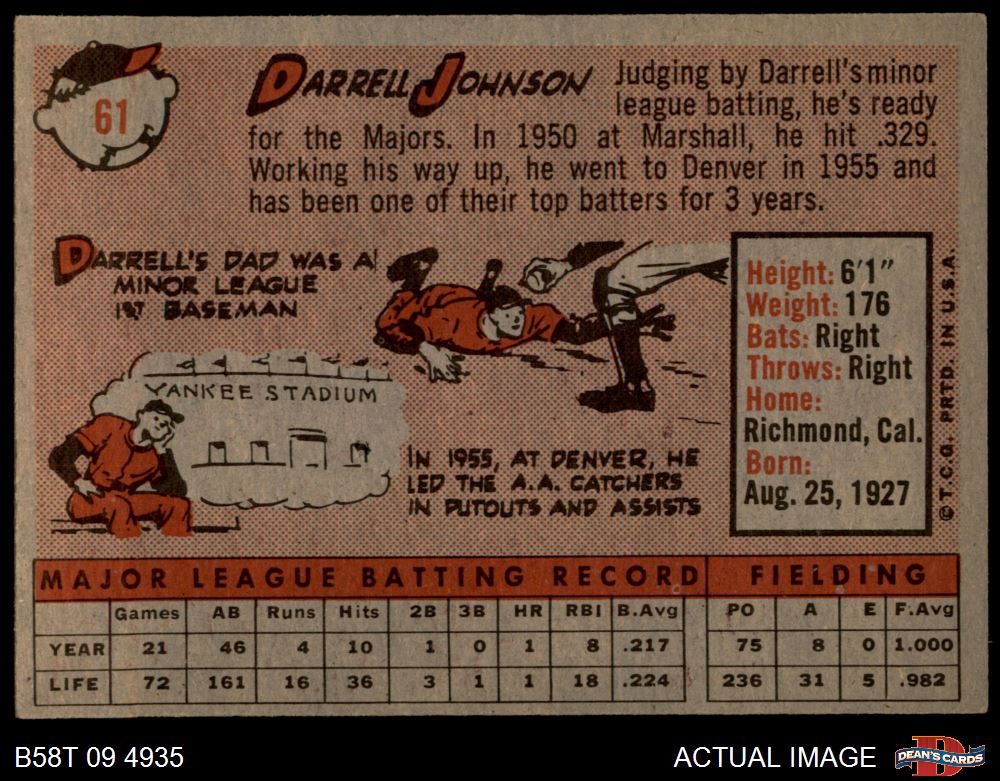 61
DARRELL JOHNSON
Judging by Darrell's minor
league batting, he's ready
for the Majors. In 1950 at Marshall, he hit .329.
Working his way up, he went to Denver in 1955 and
has been one of their top batters for 3 years.
DARRELL'S DAD WAS A
MINOR LEAGUE
1ST BASEMAN
YANKEE STADIUM
IN 1955, AT DENVER, HE
LED THE A.A. CATCHERS
IN PUTOUTS AND ASSISTS
Height: 6'1"
Weight: 176
Bats: Right
Throws: Right
Home:
Richmond, Cal.
Born:
Aug. 25, 1927
© T.C.G. PRTD. IN U.S.A.
MAJOR LEAGUE BATTING RECORD FIELDING
Games AB Runs Hits 2B 3B HR RBI B.Avg PO A E F.Avg
YEAR 21 46 4 10 1 0 1 8 .217 75 8 0 1.000
LIFE 72 161 16 36 3 1 1 18 .224 236 31 5 .982
B58T 09 4935
ACTUAL IMAGE
D
DEAN'S CARDS